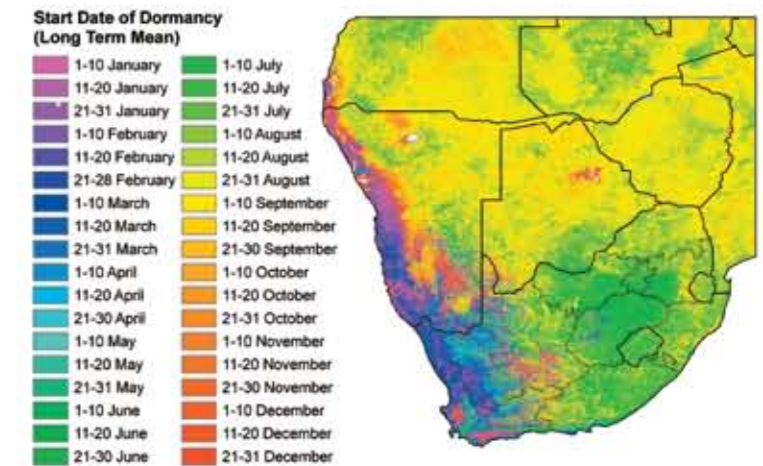 Start Date of Dormancy
(Long Term Mean)
1-10 January
11-20 January
21-31 January
1-10 February
11-20 February
21-28 February
1-10 March
11-20 March
21-31 March
1-10 April
11-20 April
21-30 April
1-10 May
11-20 May
21-31 May
1-10 June
11-20 June
21-30 June
1-10 July
11-20 July
21-31 July
1-10 August
11-20 August
21-31 August
1-10 September
11-20 September
21-30 September
1-10 October
11-20 October
21-31 October
1-10 November
11-20 November
21-30 November
1-10 December
11-20 December
21-31 December